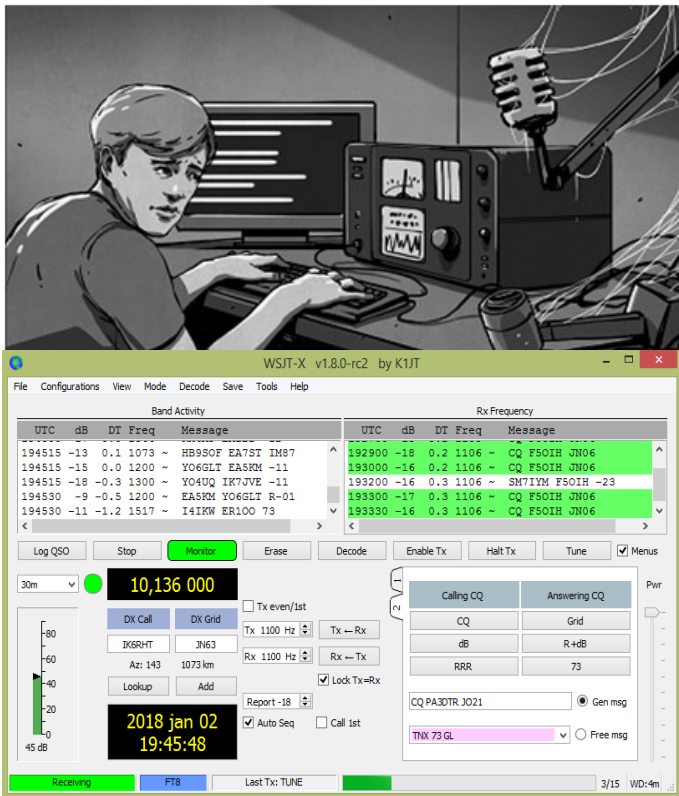 WSJT-X v1.8.0-rc2 by K1JT
File Configurations View Mode Decode Save Tools Help
Band Activity
UTC dB DT Freq Message
194515 -13 0.1 1073 ~ HB9SOF EA7ST IM87
194515 -15 0.0 1200 ~ YO6GLT EA5KM -11
194515 -18 -0.3 1300 ~ YO4UQ IK7JVE -11
194530 -9 -0.5 1200 ~ EA5KM YO6GLT R-01
194530 -11 -1.2 1517 ~ I4IKW ER1OO 73
Rx Frequency
UTC dB DT Freq Message
192900 -18 0.2 1106 ~ CQ F5OIH JN06
193000 -16 0.2 1106 ~ CQ F5OIH JN06
193200 -16 0.3 1106 ~ SM7IYM F5OIH -23
193300 -17 0.3 1106 ~ CQ F5OIH JN06
193330 -16 0.3 1106 ~ CQ F5OIH JN06
Log QSO Stop Monitor Erase Decode Enable Tx Halt Tx Tune Menus
30m
10,136 000
DX Call DX Grid
IK6RHT JN63
Az: 143 1073 km
Lookup Add
2018 jan 02
19:45:48
-80
-60
-40
-20
-0
45 dB
Tx even/1st
Tx 1100 Hz Tx ← Rx
Rx 1100 Hz Rx ← Tx
Lock Tx=Rx
Report -18
Auto Seq Call 1st
1
2
Calling CQ Answering CQ
CQ Grid
dB R+dB
RRR 73
CQ PA3DTR JO21 Gen msg
TNX 73 GL Free msg
Pwr
Receiving FT8 Last Tx: TUNE 3/15 WD:4m